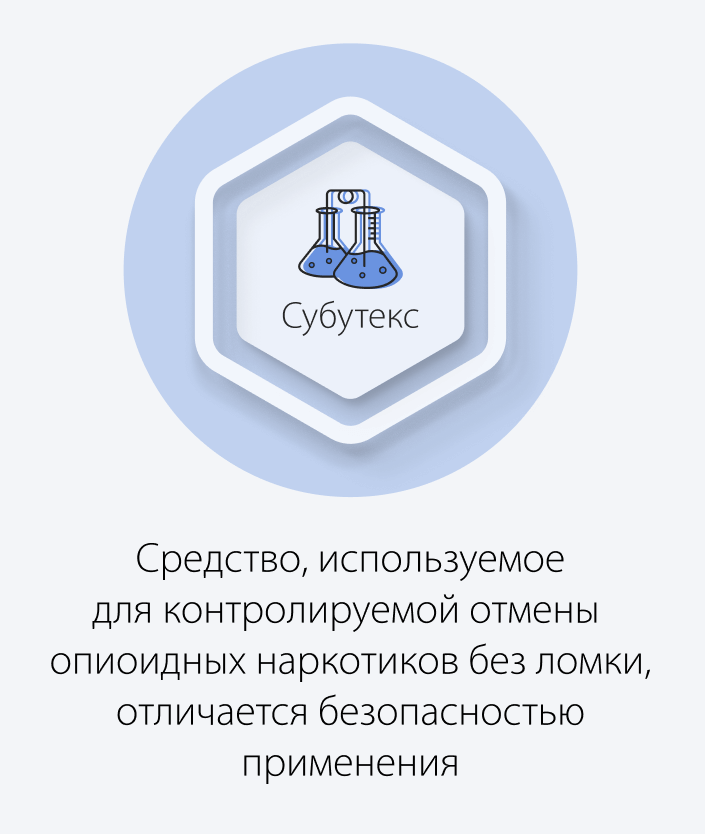 Субутекс
Средство, используемое
для контролируемой отмены
опиоидных наркотиков без ломки,
отличается безопасностью
применения